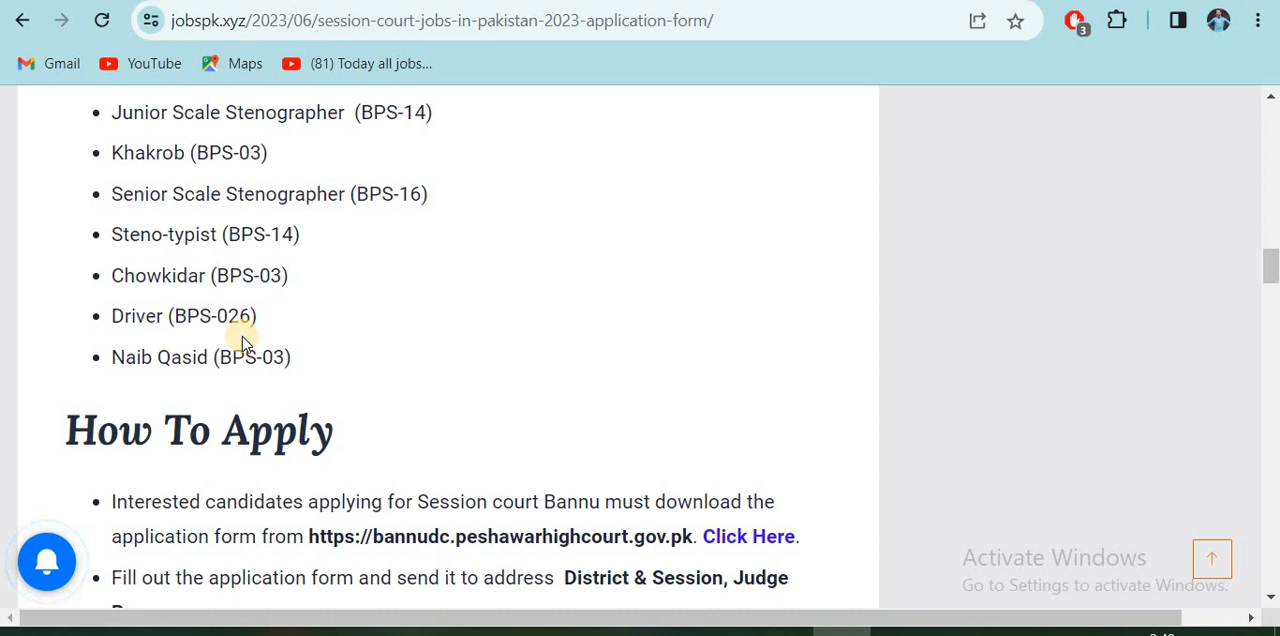 jobspk.xyz/2023/06/session-court-jobs-in-pakistan-2023-application-form/
3
Gmail YouTube Maps (81) Today all jobs...
• Junior Scale Stenographer (BPS-14)
• Khakrob (BPS-03)
• Senior Scale Stenographer (BPS-16)
• Steno-typist (BPS-14)
• Chowkidar (BPS-03)
• Driver (BPS-026)
• Naib Qasid (BPS-03)
How To Apply
• Interested candidates applying for Session court Bannu must download the
application form from https://bannudc.peshawarhighcourt.gov.pk. Click Here.
• Fill out the application form and send it to address District & Session, Judge
Activate Windows
Go to Settings to activate Windows.